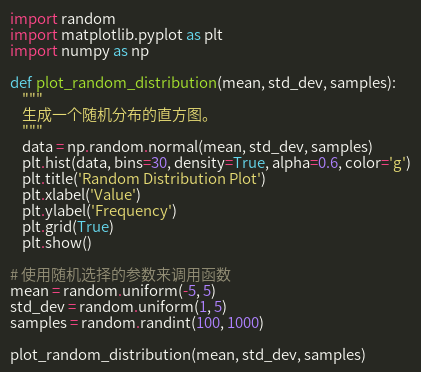 import random
import matplotlib.pyplot as plt
import numpy as np

def plot_random_distribution(mean, std_dev, samples):
    """
    生成一个随机分布的直方图。
    """
    data = np.random.normal(mean, std_dev, samples)
    plt.hist(data, bins=30, density=True, alpha=0.6, color='g')
    plt.title('Random Distribution Plot')
    plt.xlabel('Value')
    plt.ylabel('Frequency')
    plt.grid(True)
    plt.show()

# 使用随机选择的参数来调用函数
mean = random.uniform(-5, 5)
std_dev = random.uniform(1, 5)
samples = random.randint(100, 1000)

plot_random_distribution(mean, std_dev, samples)